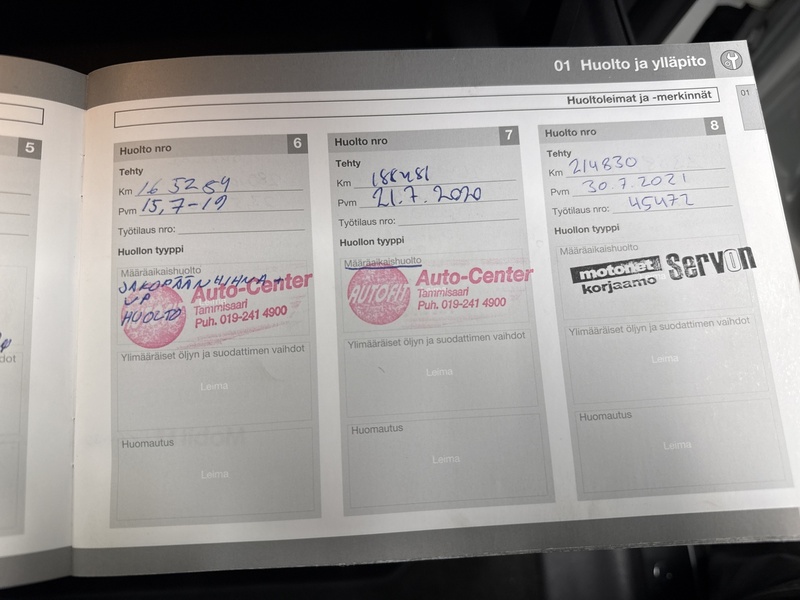 01 Huolto ja ylläpito
Huoltoleimat ja -merkinnät
01
5
Huolto nro 6
Tehty
Km 165284
Pvm 15,7-19
Työtilaus nro:
Huollon tyyppi
Määräaikaishuolto
JAKOPÄÄNHIHNA +
VP
HUOLTO
Auto-Center
Tammisaari
Puh. 019-241 4900
Ylimääräiset öljyn ja suodattimen vaihdot
Leima
Huomautus
Leima
Huolto nro 7
Tehty
Km 188481
Pvm 21.7.2020
Työtilaus nro:
Huollon tyyppi
Määräaikaishuolto
AUTOFIT
Auto-Center
Tammisaari
Puh. 019-241 4900
Ylimääräiset öljyn ja suodattimen vaihdot
Leima
Huomautus
Leima
Huolto nro 8
Tehty
Km 214830
Pvm 30.7.2021
Työtilaus nro: 45472
Huollon tyyppi
Määräaikaishuolto
motonet
korjaamo
Servon
Ylimääräiset öljyn ja suodattimen vaihdot
Leima
Huomautus
Leima